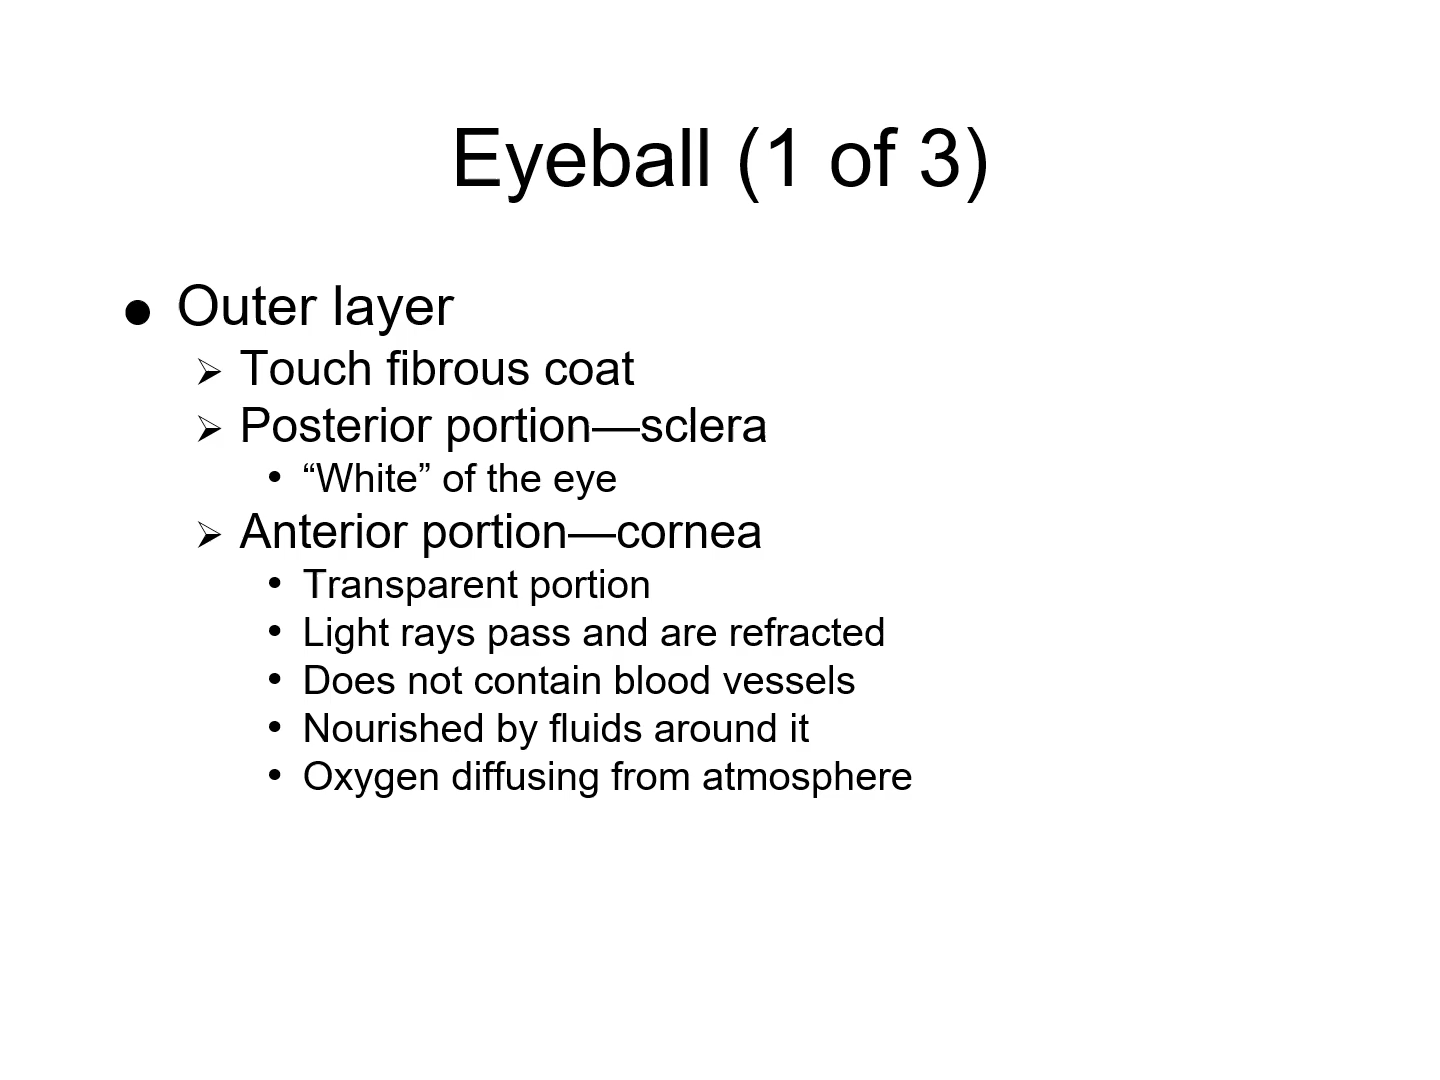 Eyeball (1 of 3)
● Outer layer
➢ Touch fibrous coat
➢ Posterior portion—sclera
• “White” of the eye
➢ Anterior portion—cornea
• Transparent portion
• Light rays pass and are refracted
• Does not contain blood vessels
• Nourished by fluids around it
• Oxygen diffusing from atmosphere